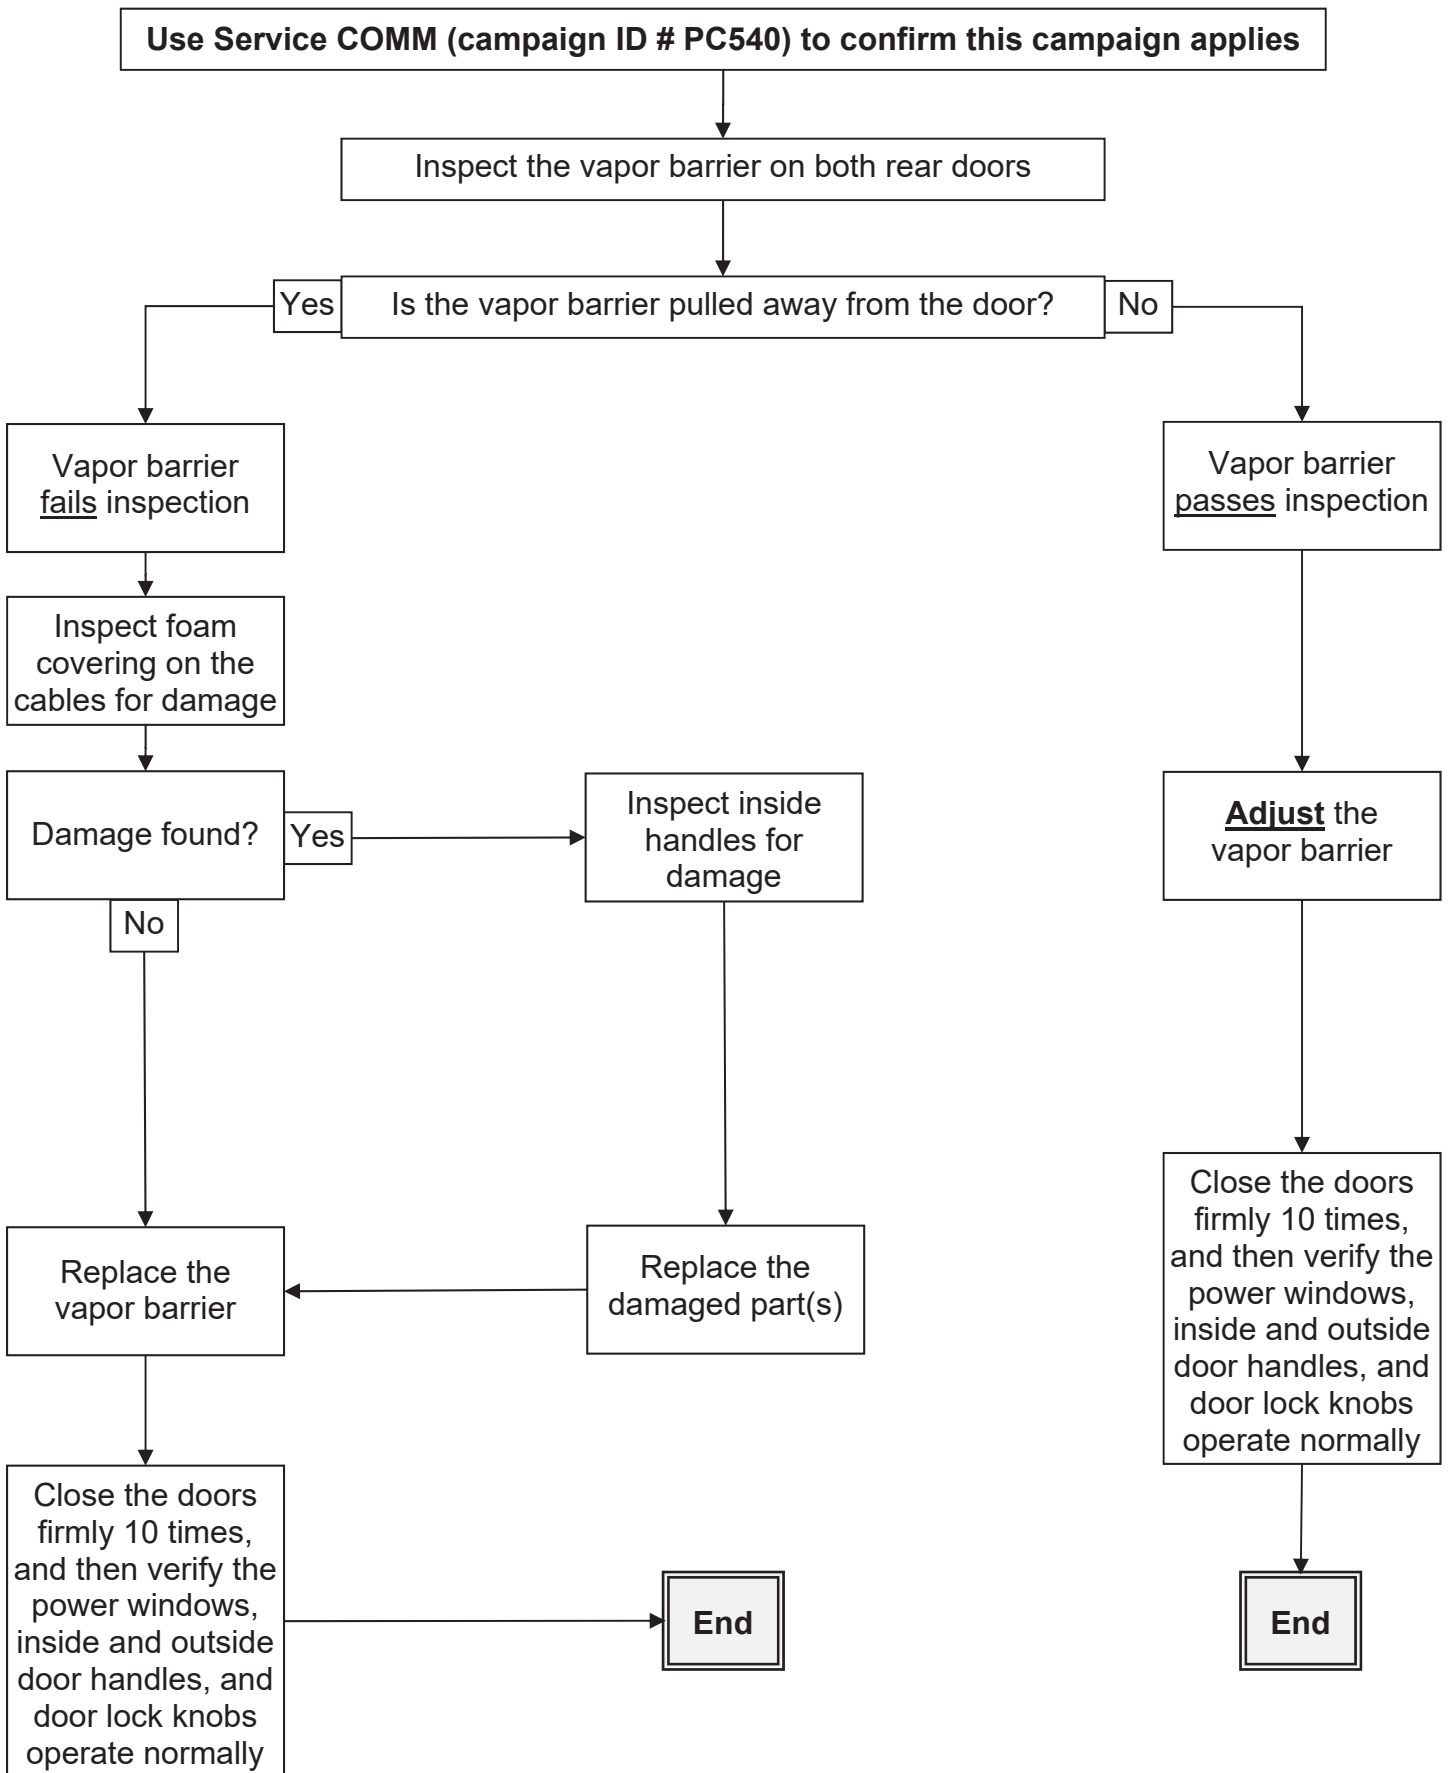 Use Service COMM (campaign ID # PC540) to confirm this campaign applies
Inspect the vapor barrier on both rear doors
Yes
Is the vapor barrier pulled away from the door?
No
Vapor barrier
fails inspection
Vapor barrier
passes inspection
Inspect foam
covering on the
cables for damage
Damage found?
Yes
No
Inspect inside
handles for
damage
Adjust the
vapor barrier
Replace the
vapor barrier
Replace the
damaged part(s)
Close the doors
firmly 10 times,
and then verify the
power windows,
inside and outside
door handles, and
door lock knobs
operate normally
Close the doors
firmly 10 times,
and then verify the
power windows,
inside and outside
door handles, and
door lock knobs
operate normally
End
End